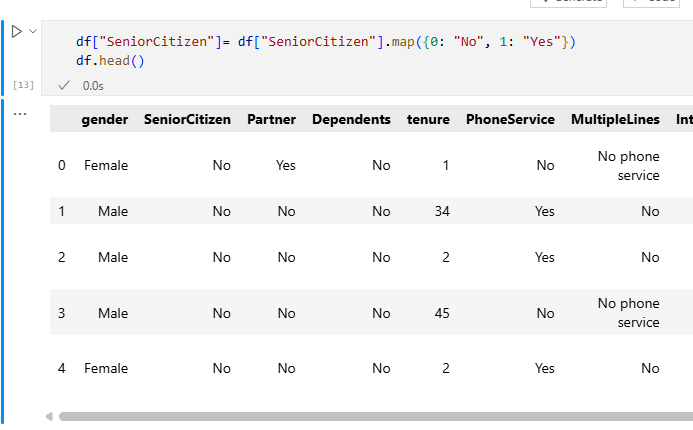 df["SeniorCitizen"]= df["SeniorCitizen"].map({0: "No", 1: "Yes"})
df.head()
[13]
0.0s
...
gender SeniorCitizen Partner Dependents tenure PhoneService MultipleLines Int
0 Female No Yes No 1 No No phone service
1 Male No No No 34 Yes No
2 Male No No No 2 Yes No
3 Male No No No 45 No No phone service
4 Female No No No 2 Yes No